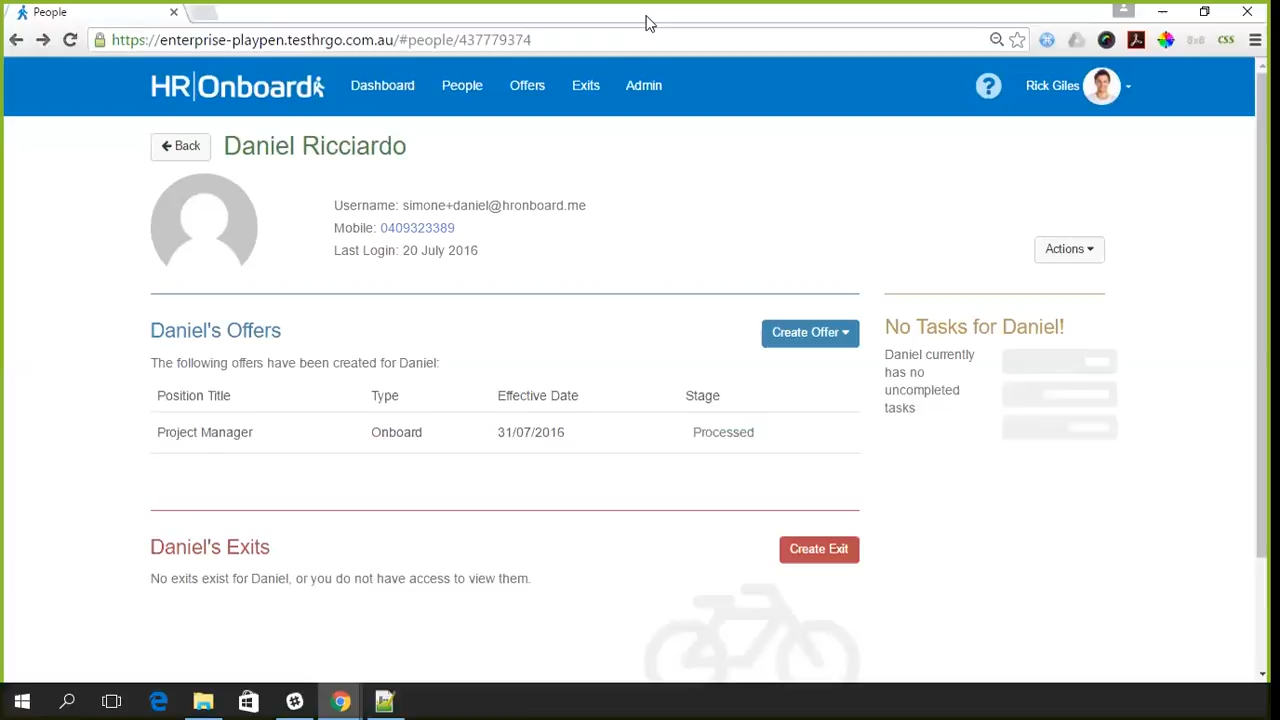 People
https://enterprise-playpen.testhrgo.com.au/#people/437779374
CSS
HR|Onboard
Dashboard
People
Offers
Exits
Admin
?
Rick Giles
Back
Daniel Ricciardo
Username: simone+daniel@hronboard.me
Mobile: 0409323389
Last Login: 20 July 2016
Actions
Daniel's Offers
Create Offer
The following offers have been created for Daniel:
Position Title Type Effective Date Stage
Project Manager Onboard 31/07/2016 Processed
No Tasks for Daniel!
Daniel currently
has no
uncompleted
tasks
Daniel's Exits
Create Exit
No exits exist for Daniel, or you do not have access to view them.